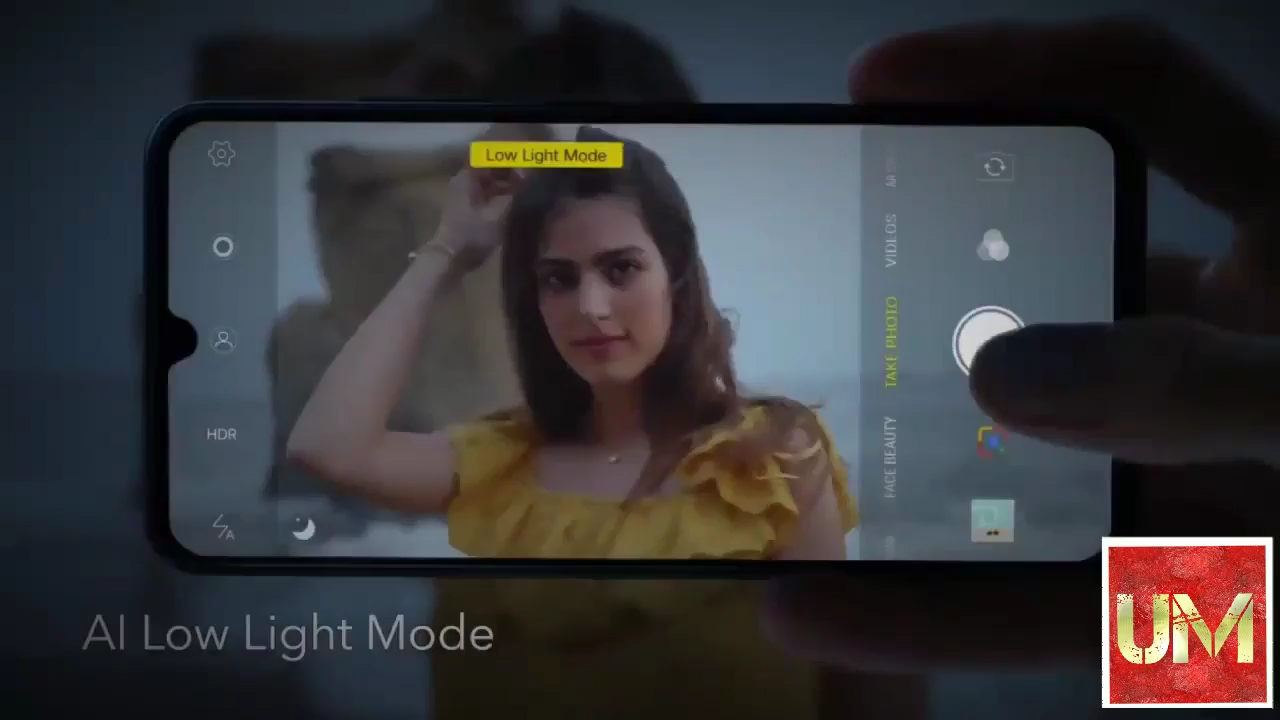 Low Light Mode
VIDEOS
TAKE PHOTO
FACE BEAUTY
HDR
AI Low Light Mode
UM